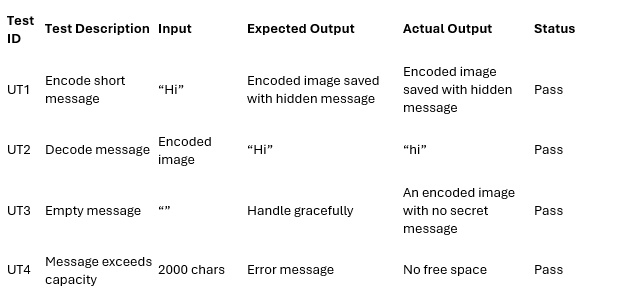 Test ID Test Description Input Expected Output Actual Output Status
UT1 Encode short message “Hi” Encoded image saved with hidden message Encoded image saved with hidden message Pass
UT2 Decode message Encoded image “Hi” “hi” Pass
UT3 Empty message “” Handle gracefully An encoded image with no secret message Pass
UT4 Message exceeds capacity 2000 chars Error message No free space Pass